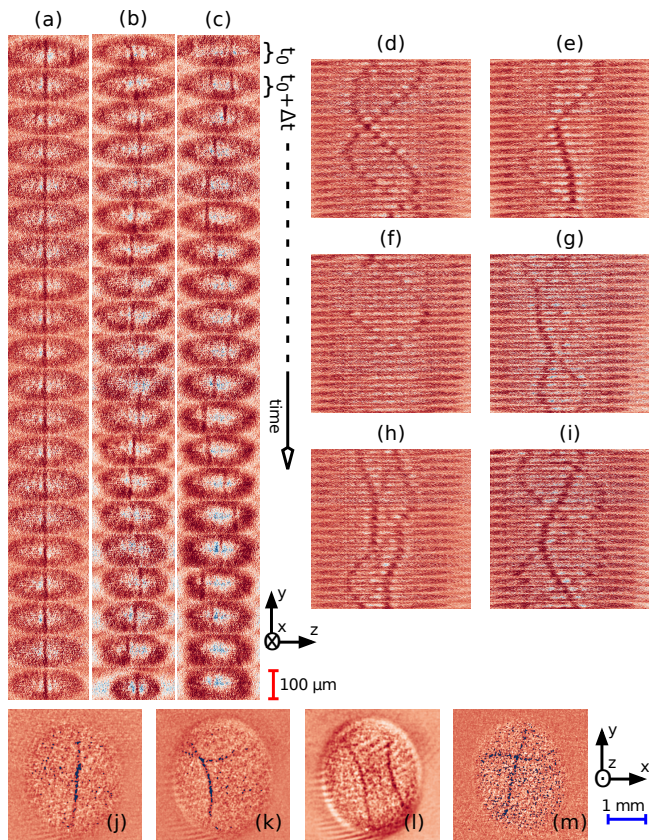 (a) (b) (c)
t₀
t₀+Δt
time
(d) (e)
(f) (g)
(h) (i)
y
x z
100 μm
(j) (k) (l) (m)
y
z x
1 mm